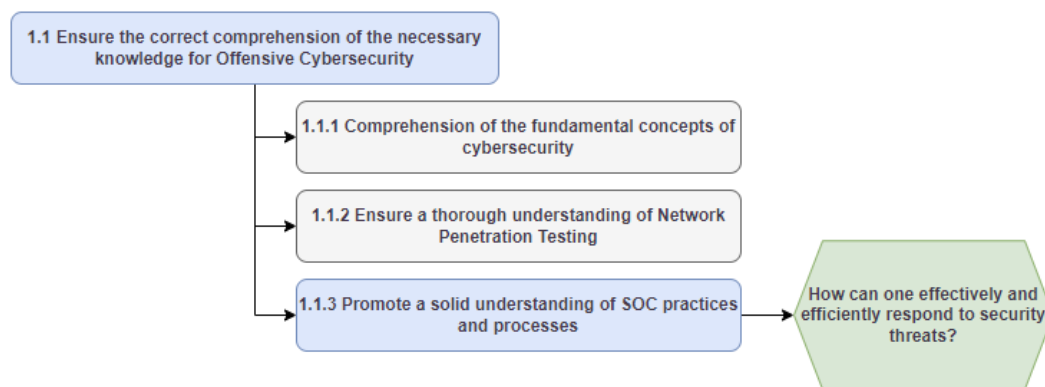 1.1 Ensure the correct comprehension of the necessary
knowledge for Offensive Cybersecurity
1.1.1 Comprehension of the fundamental concepts of
cybersecurity
1.1.2 Ensure a thorough understanding of Network
Penetration Testing
1.1.3 Promote a solid understanding of SOC practices
and processes
How can one effectively and
efficiently respond to security
threats?